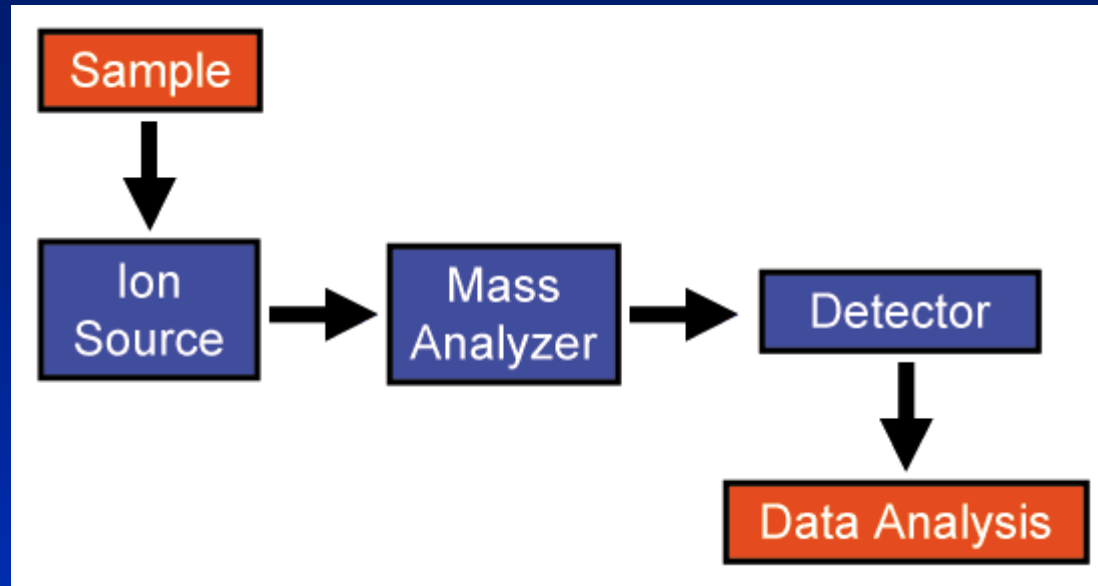 Sample
Ion
Source
Mass
Analyzer
Detector
Data Analysis